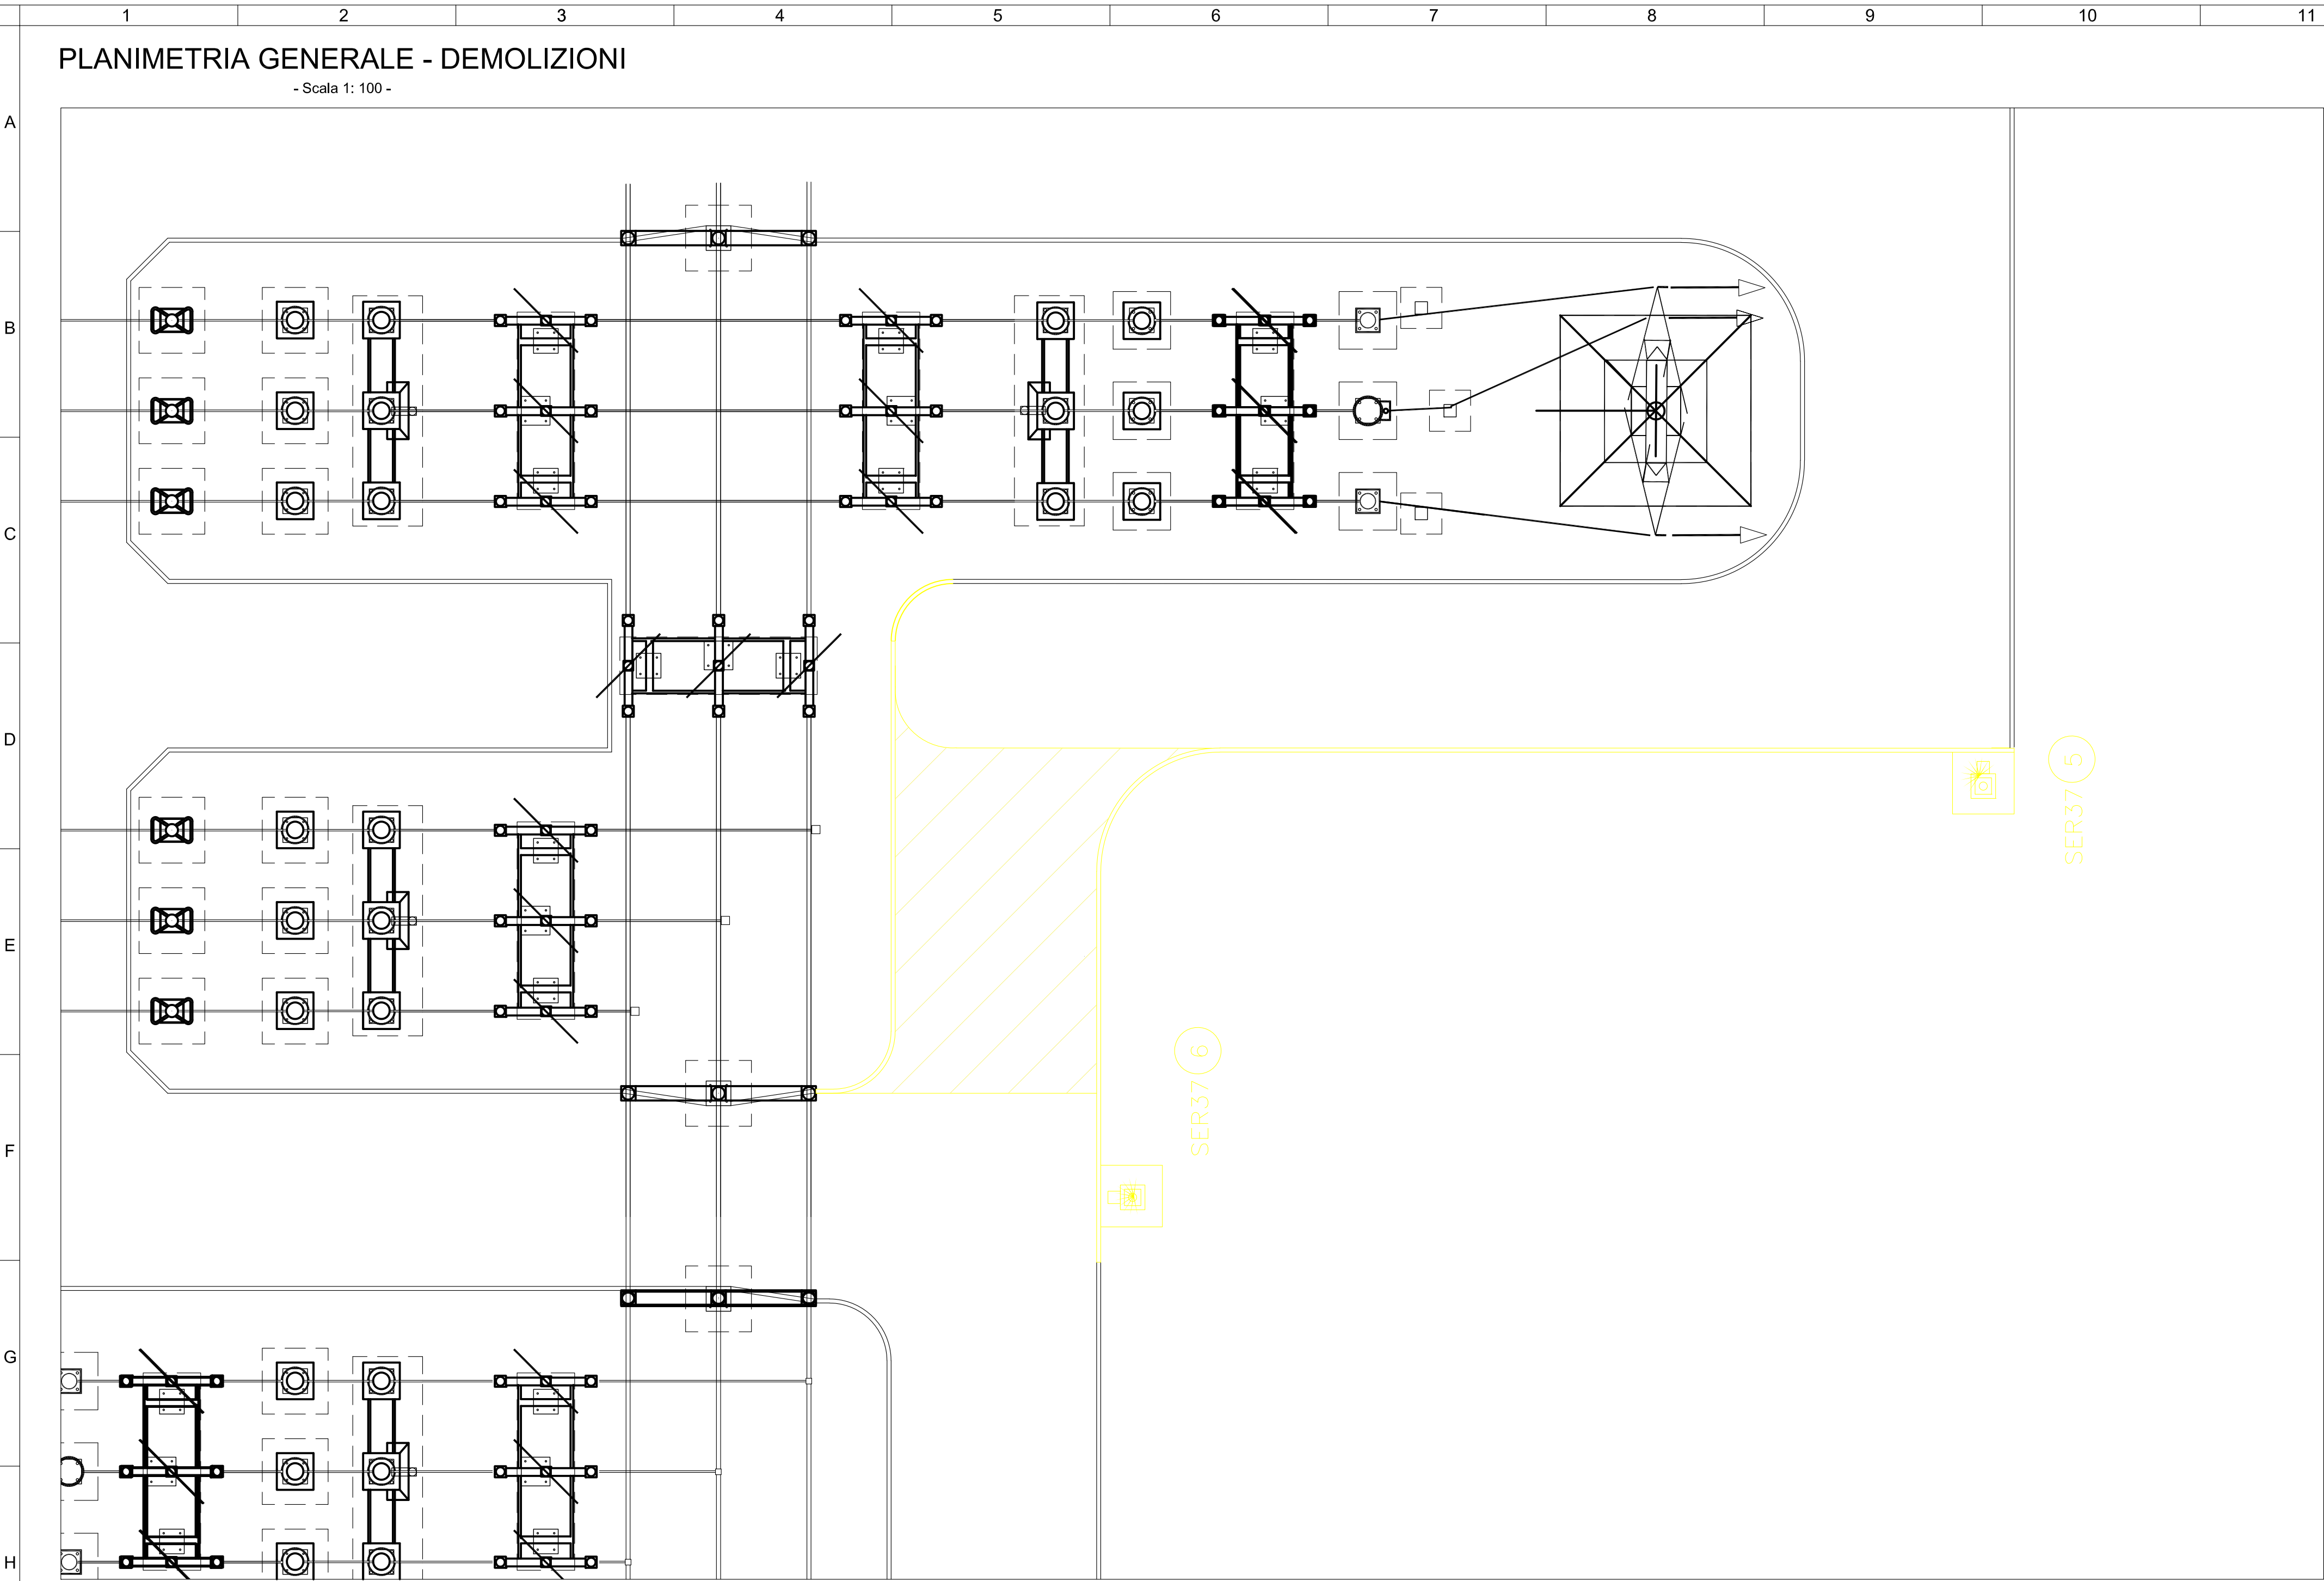 1 2 3 4 5 6 7 8 9 10 11
PLANIMETRIA GENERALE - DEMOLIZIONI
- Scala 1: 100 -
A
B
C
D
E
F
G
H
SER37 5
SER37 6